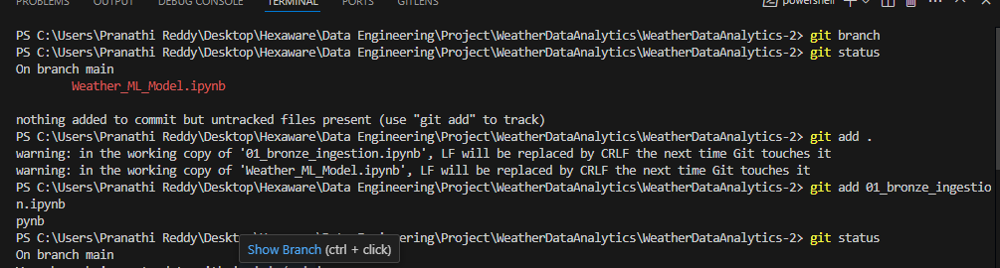 PROBLEMS OUTPUT DEBUG CONSOLE TERMINAL PORTS GITLENS powershell
PS C:\Users\Pranathi Reddy\Desktop\Hexaware\Data Engineering\Project\WeatherDataAnalytics\WeatherDataAnalytics-2> git branch
PS C:\Users\Pranathi Reddy\Desktop\Hexaware\Data Engineering\Project\WeatherDataAnalytics\WeatherDataAnalytics-2> git status
On branch main
Weather_ML_Model.ipynb
nothing added to commit but untracked files present (use "git add" to track)
PS C:\Users\Pranathi Reddy\Desktop\Hexaware\Data Engineering\Project\WeatherDataAnalytics\WeatherDataAnalytics-2> git add .
warning: in the working copy of '01_bronze_ingestion.ipynb', LF will be replaced by CRLF the next time Git touches it
warning: in the working copy of 'Weather_ML_Model.ipynb', LF will be replaced by CRLF the next time Git touches it
PS C:\Users\Pranathi Reddy\Desktop\Hexaware\Data Engineering\Project\WeatherDataAnalytics\WeatherDataAnalytics-2> git add 01_bronze_ingestio
n.ipynb
pynb
PS C:\Users\Pranathi Reddy\Desktop\Hexaware\Data Engineering\Project\WeatherDataAnalytics\WeatherDataAnalytics-2> git status
Show Branch (ctrl + click)
On branch main